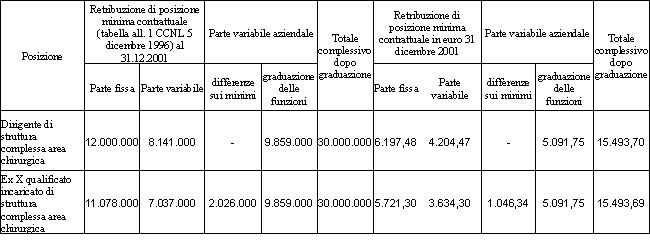 Posizione
Retribuzione di posizione
minima contrattuale
(tabella all. 1 CCNL 5
dicembre 1996) al
31.12.2001
Parte variabile aziendale
Totale
complessivo
dopo
graduazione
Retribuzione di
posizione minima
contrattuale in euro 31
dicembre 2001
Parte variabile aziendale
Totale
complessivo
dopo
graduazione
Parte fissa
Parte variabile
differenze
sui minimi
graduazione
delle
funzioni
Parte fissa
Parte
variabile
differenze
sui minimi
graduazione
delle
funzioni
Dirigente di
struttura
complessa area
chirurgica
12.000.000
8.141.000
-
9.859.000
30.000.000
6.197,48
4.204,47
-
5.091,75
15.493,70
Ex X qualificato
incaricato di
struttura
complessa area
chirurgica
11.078.000
7.037.000
2.026.000
9.859.000
30.000.000
5.721,30
3.634,30
1.046,34
5.091,75
15.493,69